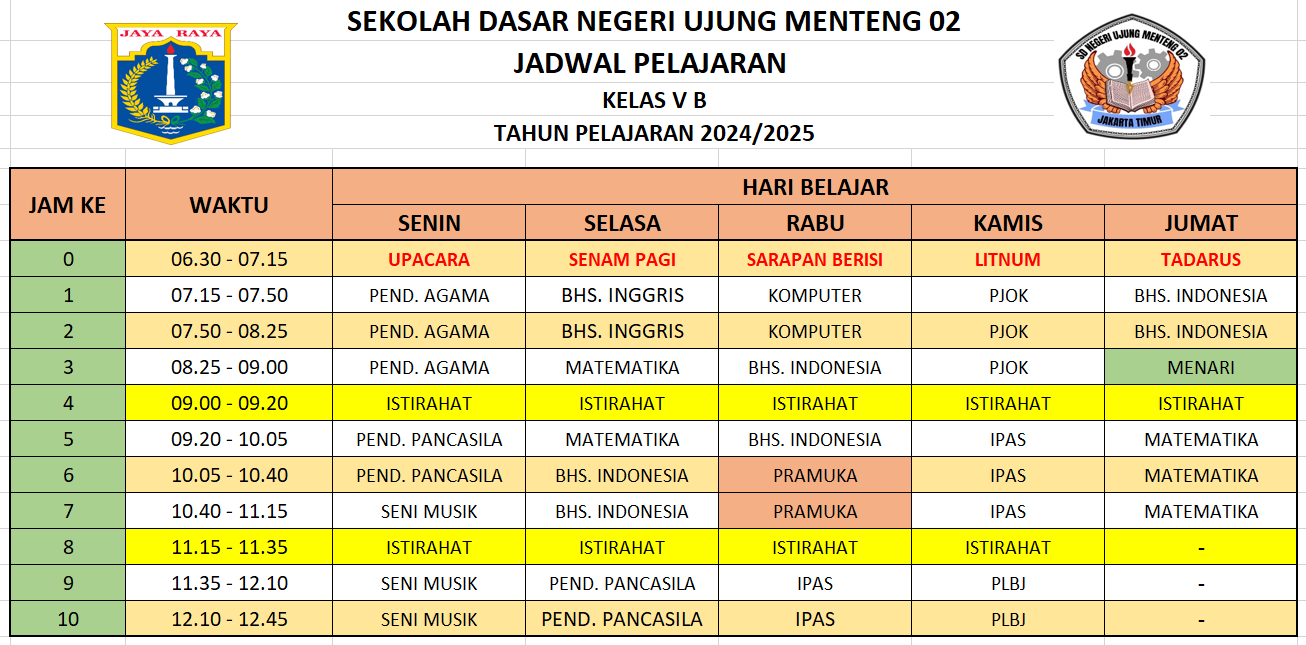 JAYA RAYA
SEKOLAH DASAR NEGERI UJUNG MENTENG 02
JADWAL PELAJARAN
KELAS V B
TAHUN PELAJARAN 2024/2025
SD NEGERI UJUNG MENTENG 02
JAKARTA TIMUR
JAM KE WAKTU HARI BELAJAR
SENIN SELASA RABU KAMIS JUMAT
0 06.30 - 07.15 UPACARA SENAM PAGI SARAPAN BERISI LITNUM TADARUS
1 07.15 - 07.50 PEND. AGAMA BHS. INGGRIS KOMPUTER PJOK BHS. INDONESIA
2 07.50 - 08.25 PEND. AGAMA BHS. INGGRIS KOMPUTER PJOK BHS. INDONESIA
3 08.25 - 09.00 PEND. AGAMA MATEMATIKA BHS. INDONESIA PJOK MENARI
4 09.00 - 09.20 ISTIRAHAT ISTIRAHAT ISTIRAHAT ISTIRAHAT ISTIRAHAT
5 09.20 - 10.05 PEND. PANCASILA MATEMATIKA BHS. INDONESIA IPAS MATEMATIKA
6 10.05 - 10.40 PEND. PANCASILA BHS. INDONESIA PRAMUKA IPAS MATEMATIKA
7 10.40 - 11.15 SENI MUSIK BHS. INDONESIA PRAMUKA IPAS MATEMATIKA
8 11.15 - 11.35 ISTIRAHAT ISTIRAHAT ISTIRAHAT ISTIRAHAT -
9 11.35 - 12.10 SENI MUSIK PEND. PANCASILA IPAS PLBJ -
10 12.10 - 12.45 SENI MUSIK PEND. PANCASILA IPAS PLBJ -